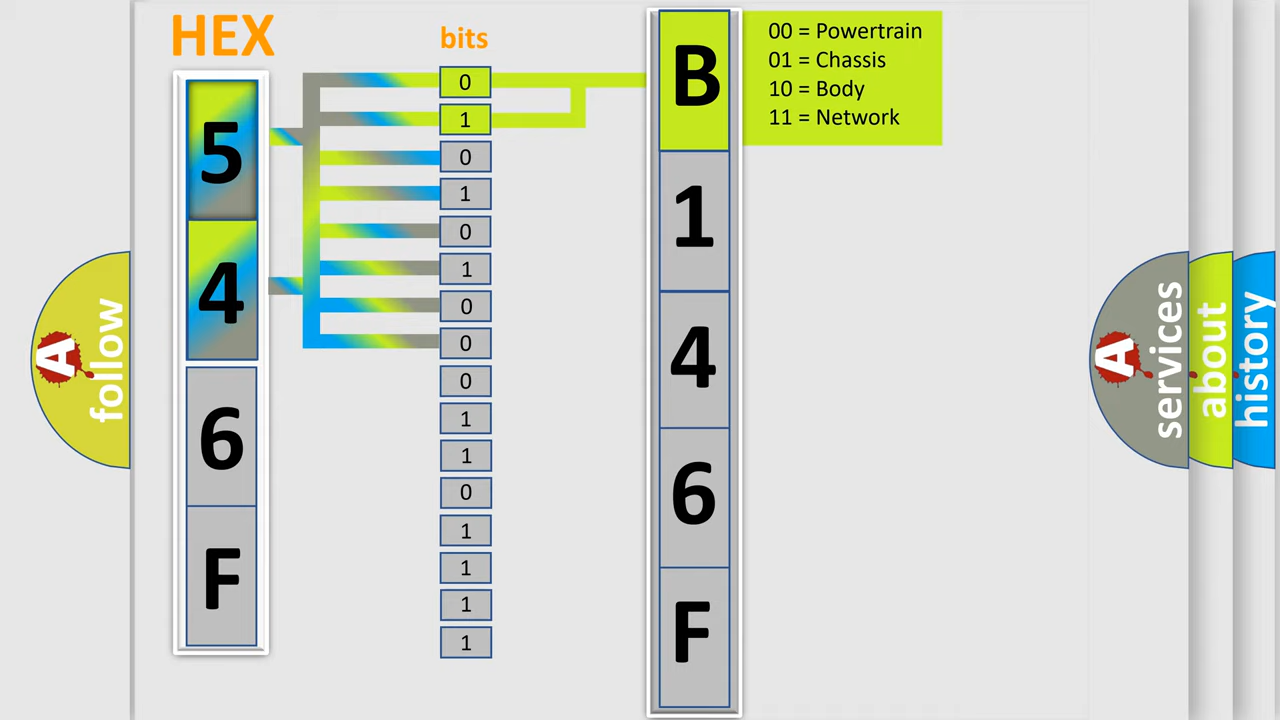 HEX
bits
5
4
6
F
0
1
0
1
0
1
0
0
0
1
1
0
1
1
1
1
B
1
4
6
F
00 = Powertrain
01 = Chassis
10 = Body
11 = Network
A
follow
A
services
about
history